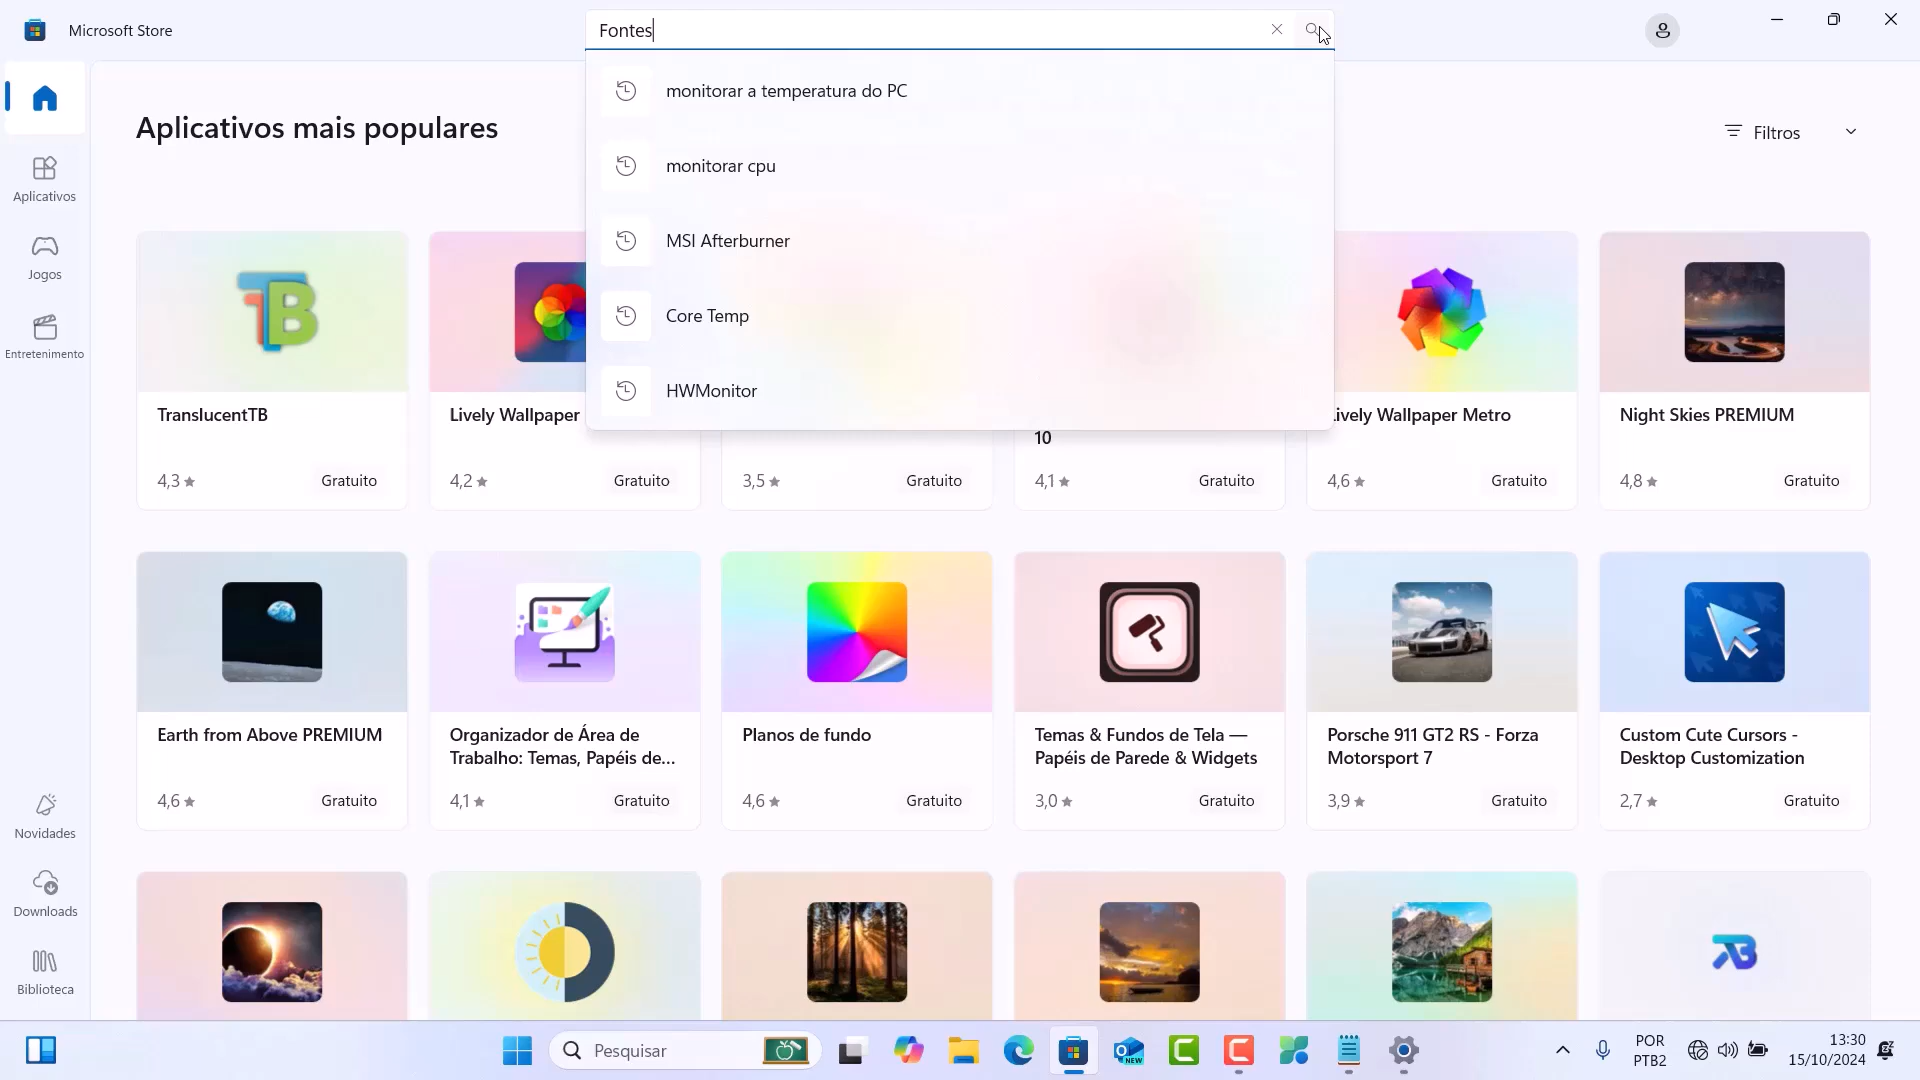 Microsoft Store
Fontes
monitorar a temperatura do PC
monitorar cpu
MSI Afterburner
Core Temp
HWMonitor
Aplicativos
Jogos
Entretenimento
Novidades
Downloads
Biblioteca
Aplicativos mais populares
Filtros
TranslucentTB
4,3 Gratuito
Lively Wallpaper
4,2 Gratuito
3,5 Gratuito
10
4,1 Gratuito
Lively Wallpaper Metro
4,6 Gratuito
Night Skies PREMIUM
4,8 Gratuito
Earth from Above PREMIUM
4,6 Gratuito
Organizador de Área de
Trabalho: Temas, Papéis de...
4,1 Gratuito
Planos de fundo
4,6 Gratuito
Temas & Fundos de Tela —
Papéis de Parede & Widgets
3,0 Gratuito
Porsche 911 GT2 RS - Forza
Motorsport 7
3,9 Gratuito
Custom Cute Cursors -
Desktop Customization
2,7 Gratuito
Pesquisar
NEW
POR
PTB2
13:30
15/10/2024